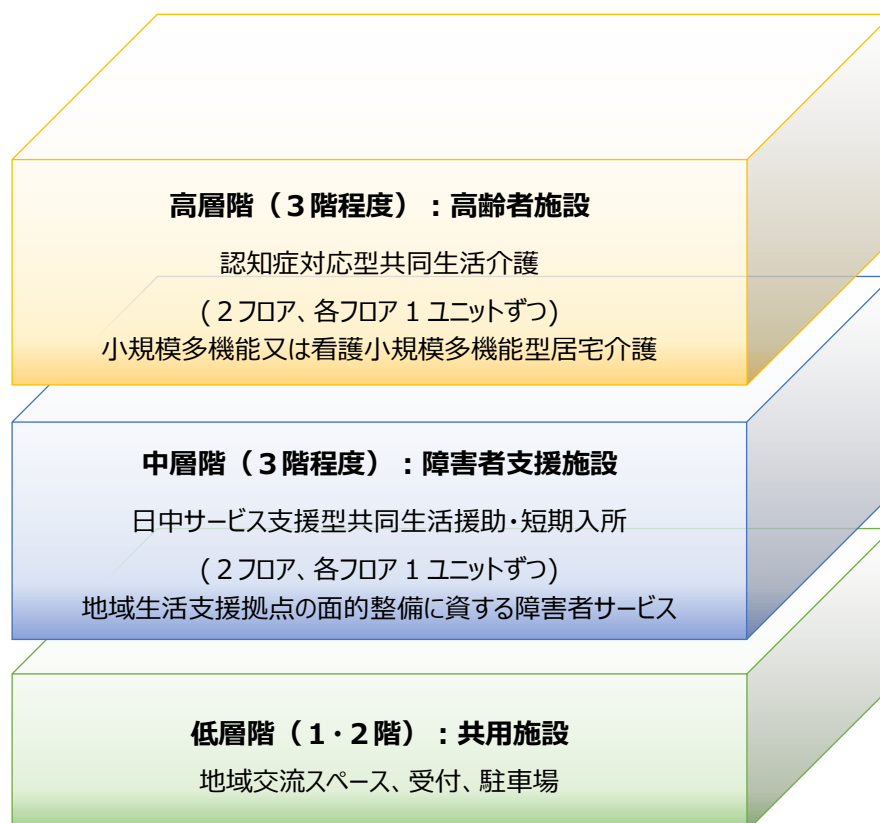 高層階（３階程度）：高齢者施設
認知症対応型共同生活介護
(２フロア、各フロア１ユニットずつ)
小規模多機能又は看護小規模多機能型居宅介護
中層階（３階程度）：障害者支援施設
日中サービス支援型共同生活援助・短期入所
(２フロア、各フロア１ユニットずつ)
地域生活支援拠点の面的整備に資する障害者サービス
低層階（１・２階）：共用施設
地域交流スペース、受付、駐車場